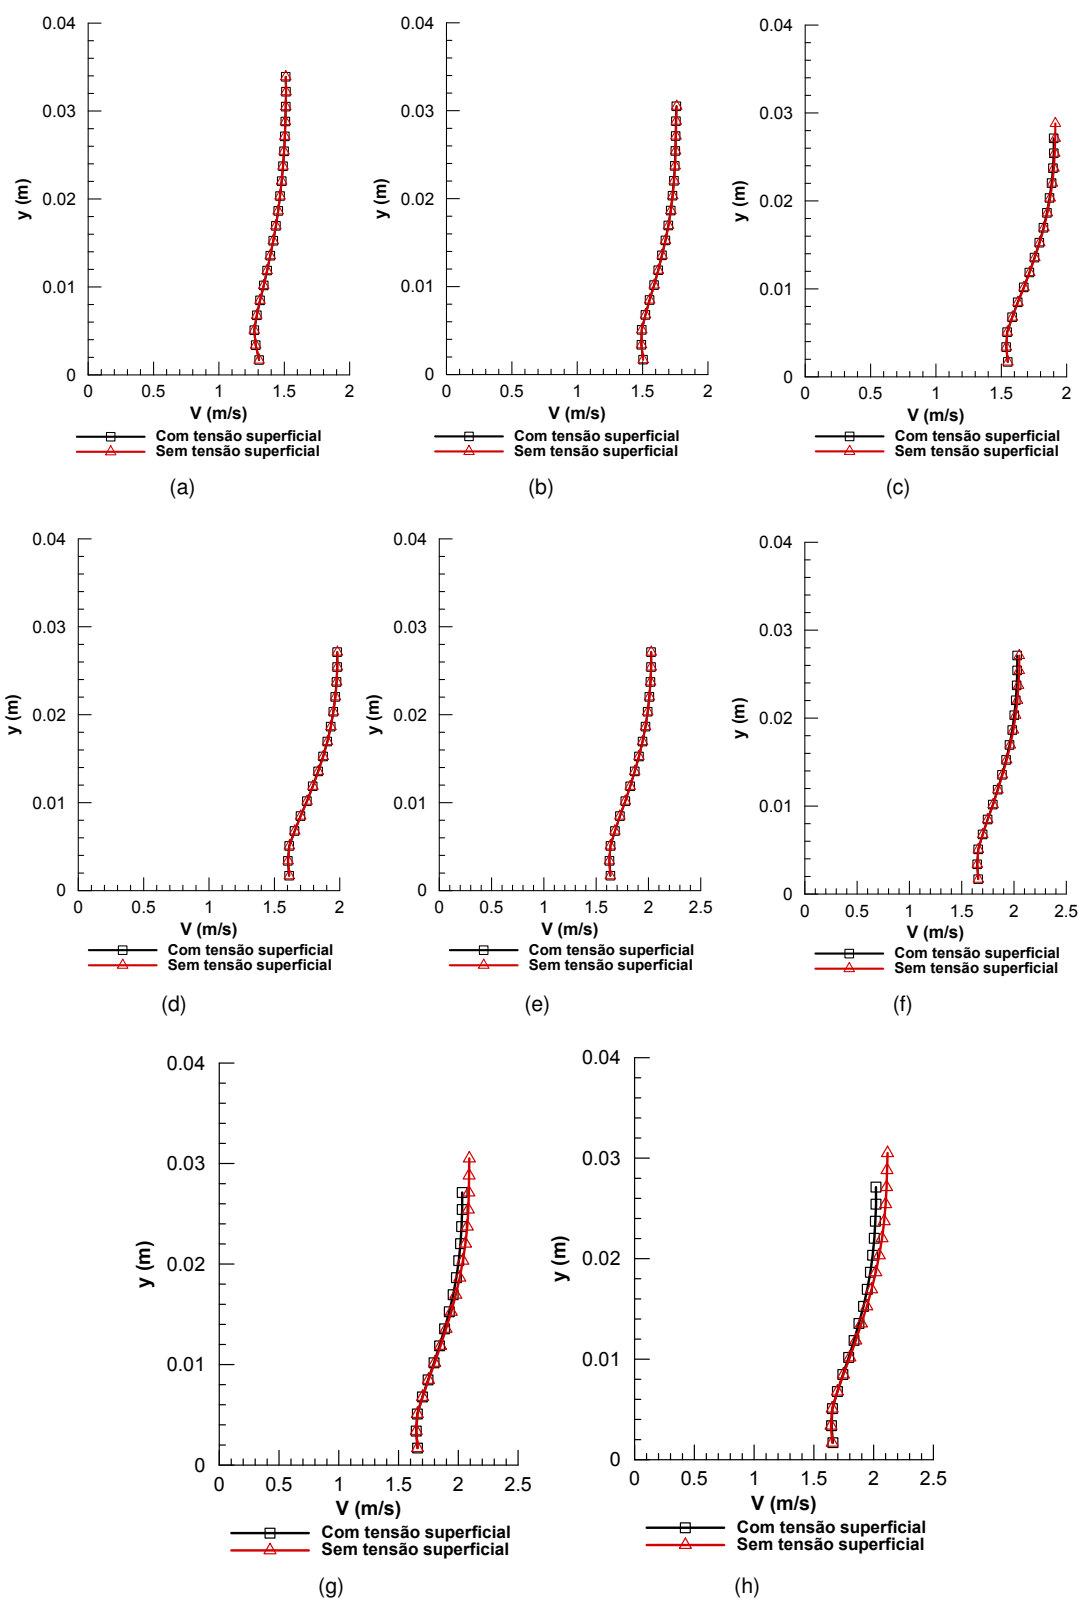 0.04
0.03
0.02
0.01
0
y (m)
0 0.5 1 1.5 2
V (m/s)
Com tensão superficial
Sem tensão superficial
(a)
0.04
0.03
0.02
0.01
0
y (m)
0 0.5 1 1.5 2
V (m/s)
Com tensão superficial
Sem tensão superficial
(b)
0.04
0.03
0.02
0.01
0
y (m)
0 0.5 1 1.5 2
V (m/s)
Com tensão superficial
Sem tensão superficial
(c)
0.04
0.03
0.02
0.01
0
y (m)
0 0.5 1 1.5 2
V (m/s)
Com tensão superficial
Sem tensão superficial
(d)
0.04
0.03
0.02
0.01
0
y (m)
0 0.5 1 1.5 2 2.5
V (m/s)
Com tensão superficial
Sem tensão superficial
(e)
0.04
0.03
0.02
0.01
0
y (m)
0 0.5 1 1.5 2 2.5
V (m/s)
Com tensão superficial
Sem tensão superficial
(f)
0.04
0.03
0.02
0.01
0
y (m)
0 0.5 1 1.5 2 2.5
V (m/s)
Com tensão superficial
Sem tensão superficial
(g)
0.04
0.03
0.02
0.01
0
y (m)
0 0.5 1 1.5 2 2.5
V (m/s)
Com tensão superficial
Sem tensão superficial
(h)